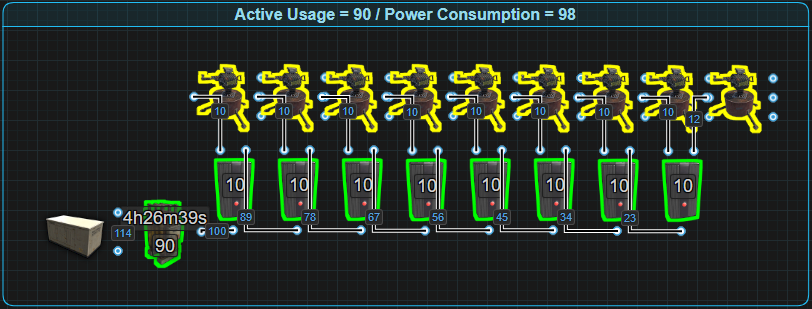 Active Usage = 90 / Power Consumption = 98
10 10 10 10 10 10 10 10 12
10 10 10 10 10 10 10 10
4h26m39s 89 78 67 56 45 34 23
114 90 100